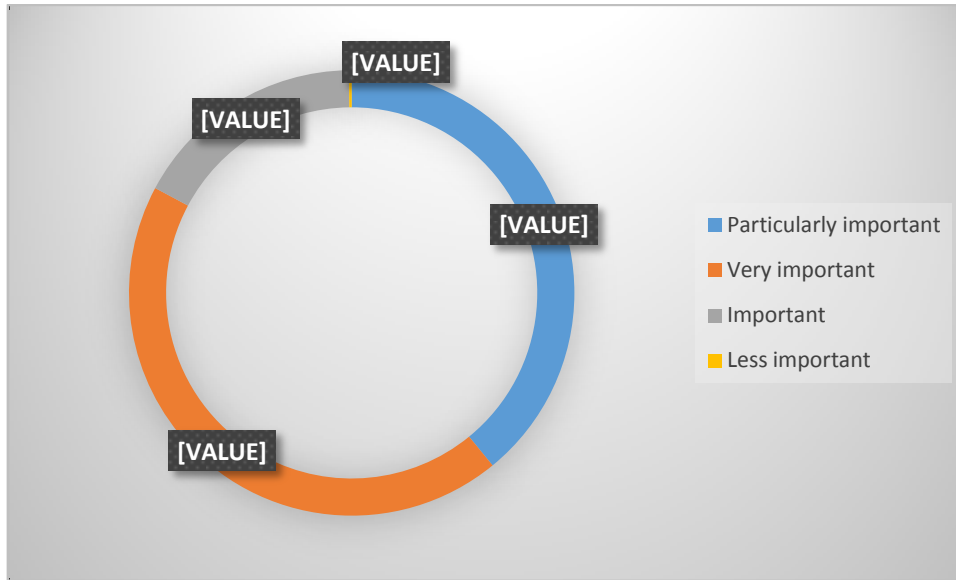 [VALUE]
[VALUE]
[VALUE]
[VALUE]
Particularly important
Very important
Important
Less important